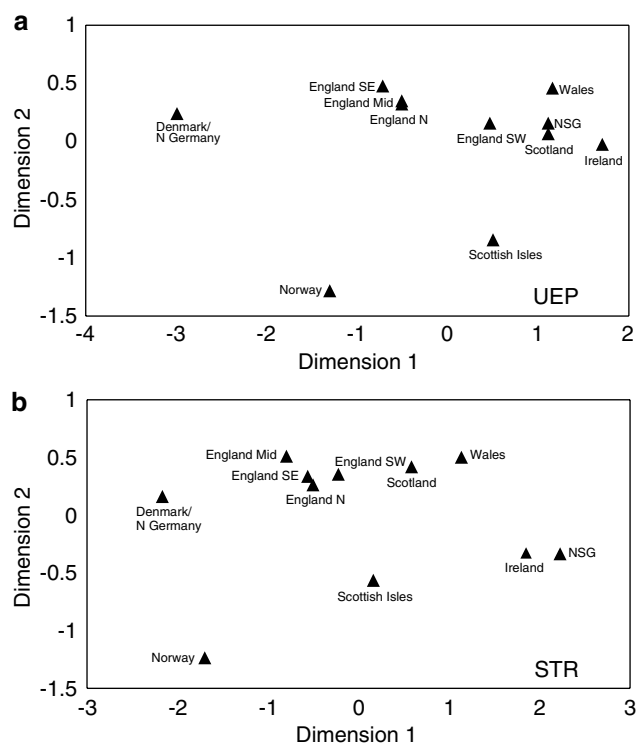 a
1
0.5
0
-0.5
-1
-1.5
Dimension 2
England SE
England Mid
England N
Denmark/
N Germany
Wales
NSG
England SW
Scotland
Ireland
Scottish Isles
Norway
UEP
-4 -3 -2 -1 0 1 2
Dimension 1
b
1
0.5
0
-0.5
-1
-1.5
Dimension 2
England Mid
England SE
England N
England SW
Scotland
Wales
Denmark/
N Germany
Ireland
NSG
Scottish Isles
Norway
STR
-3 -2 -1 0 1 2 3
Dimension 1